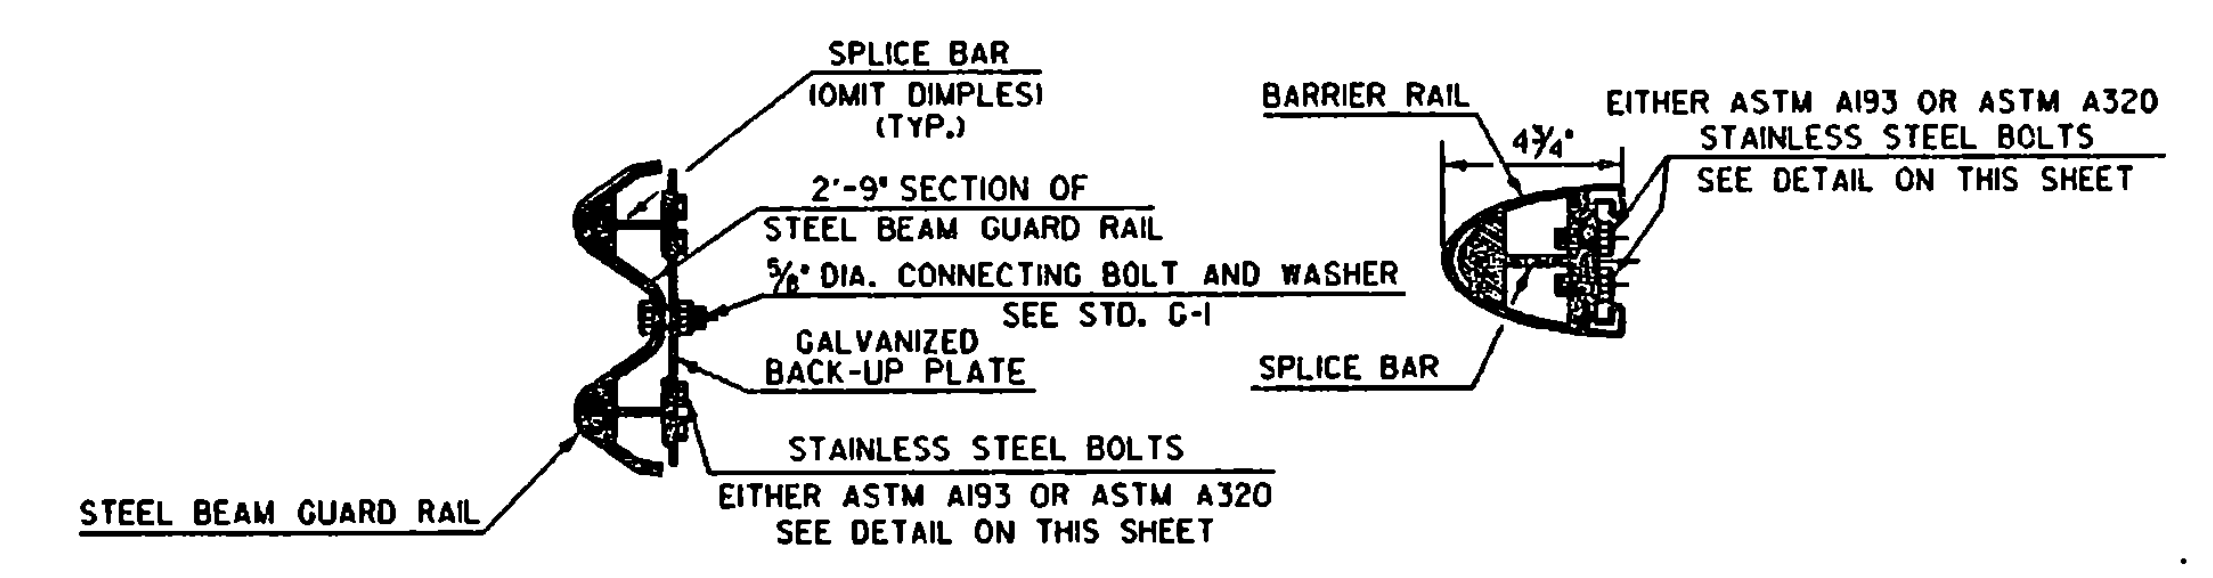 SPLICE BAR
(OMIT DIMPLES)
(TYP.)
2'-9" SECTION OF
STEEL BEAM GUARD RAIL
5/8" DIA. CONNECTING BOLT AND WASHER
SEE STD. G-1
GALVANIZED
BACK-UP PLATE
STAINLESS STEEL BOLTS
EITHER ASTM A193 OR ASTM A320
SEE DETAIL ON THIS SHEET
STEEL BEAM GUARD RAIL
BARRIER RAIL
4 3/4"
EITHER ASTM A193 OR ASTM A320
STAINLESS STEEL BOLTS
SEE DETAIL ON THIS SHEET
SPLICE BAR